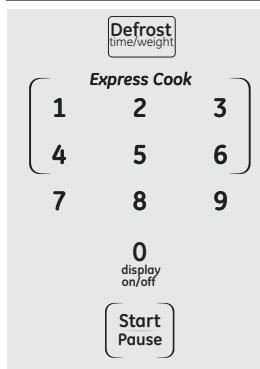 Defrost
time/weight
Express Cook
1 2 3
4 5 6
7 8 9
0
display
on/off
Start
Pause